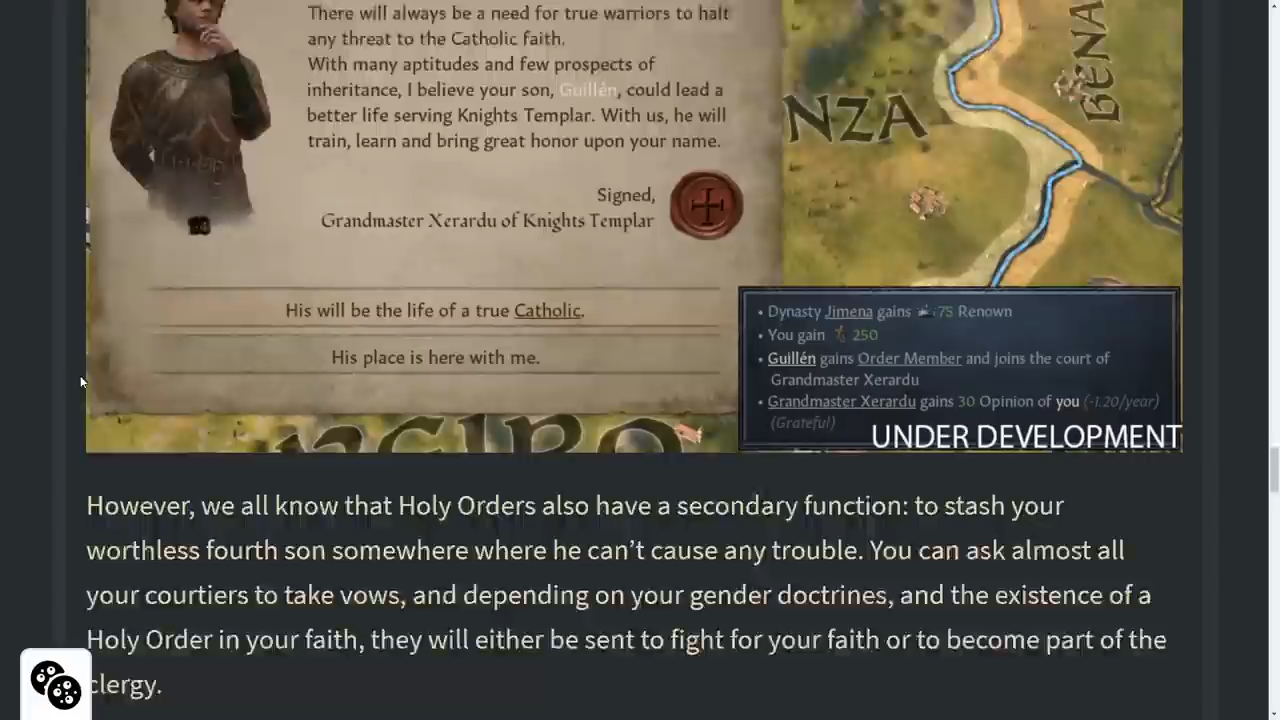 There will always be a need for true warriors to halt
any threat to the Catholic faith.
With many aptitudes and few prospects of
inheritance, I believe your son, Guillén, could lead a
better life serving Knights Templar. With us, he will
train, learn and bring great honor upon your name.
Signed,
Grandmaster Xerardu of Knights Templar
His will be the life of a true Catholic.
His place is here with me.
NZA
BENA
• Dynasty Jimena gains 75 Renown
• You gain 250
• Guillén gains Order Member and joins the court of
Grandmaster Xerardu
• Grandmaster Xerardu gains 30 Opinion of you (-1.20/year)
(Grateful)
UNDER DEVELOPMENT
However, we all know that Holy Orders also have a secondary function: to stash your
worthless fourth son somewhere where he can’t cause any trouble. You can ask almost all
your courtiers to take vows, and depending on your gender doctrines, and the existence of a
Holy Order in your faith, they will either be sent to fight for your faith or to become part of the
clergy.